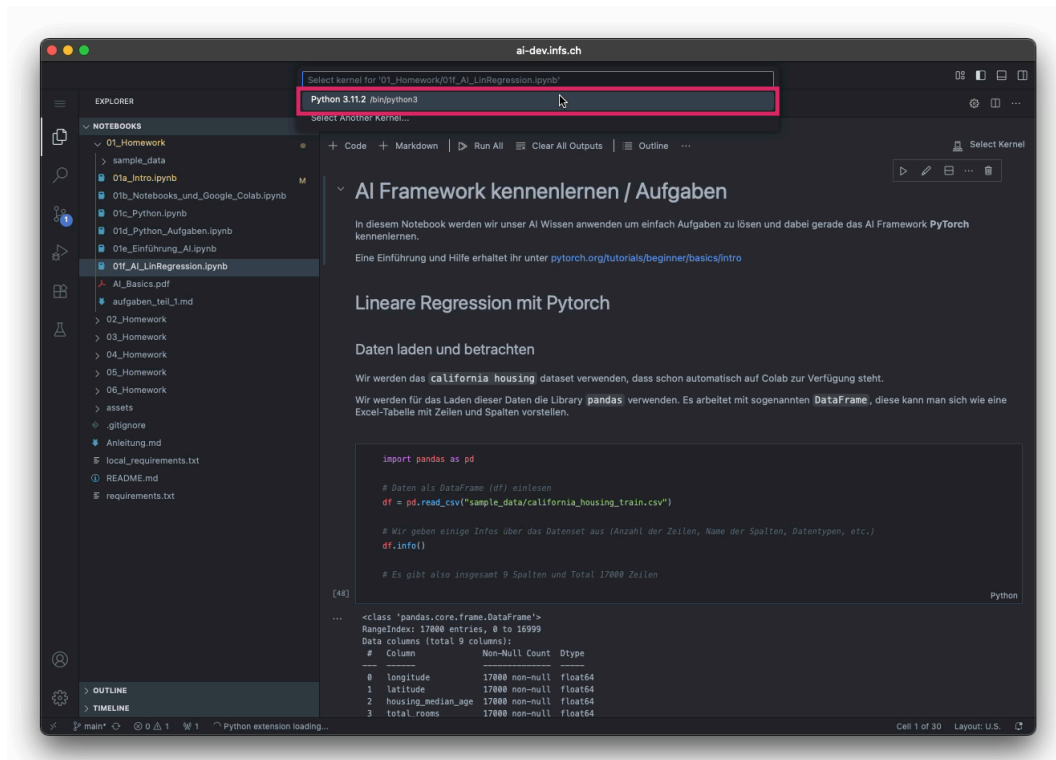 ai-dev.infs.ch
Select kernel for '01_Homework/01f_AI_LinRegression.ipynb'
Python 3.11.2 /bin/python3
Select Another Kernel...
EXPLORER
NOTEBOOKS
01_Homework
sample_data
01a_Intro.ipynb M
01b_Notebooks_und_Google_Colab.ipynb
01c_Python.ipynb
01d_Python_Aufgaben.ipynb
01e_Einführung_AI.ipynb
01f_AI_LinRegression.ipynb
AI_Basics.pdf
aufgaben_teil_1.md
02_Homework
03_Homework
04_Homework
05_Homework
06_Homework
assets
.gitignore
Anleitung.md
local_requirements.txt
README.md
requirements.txt
OUTLINE
TIMELINE
+ Code + Markdown Run All Clear All Outputs Outline ...
Select Kernel
AI Framework kennenlernen / Aufgaben
In diesem Notebook werden wir unser AI Wissen anwenden um einfach Aufgaben zu lösen und dabei gerade das AI Framework PyTorch
kennenlernen.
Eine Einführung und Hilfe erhaltet ihr unter pytorch.org/tutorials/beginner/basics/intro
Lineare Regression mit Pytorch
Daten laden und betrachten
Wir werden das california housing dataset verwenden, dass schon automatisch auf Colab zur Verfügung steht.
Wir werden für das Laden dieser Daten die Library pandas verwenden. Es arbeitet mit sogenannten DataFrame, diese kann man sich wie eine
Excel-Tabelle mit Zeilen und Spalten vorstellen.
import pandas as pd
# Daten als DataFrame (df) einlesen
df = pd.read_csv("sample_data/california_housing_train.csv")
# Wir geben einige Infos über das Datenset aus (Anzahl der Zeilen, Name der Spalten, Datentypen, etc.)
df.info()
# Es gibt also insgesamt 9 Spalten und Total 17000 Zeilen
[48]
Python
... <class 'pandas.core.frame.DataFrame'>
RangeIndex: 17000 entries, 0 to 16999
Data columns (total 9 columns):
# Column Non-Null Count Dtype
--- ------ -------------- -----
0 longitude 17000 non-null float64
1 latitude 17000 non-null float64
2 housing_median_age 17000 non-null float64
3 total_rooms 17000 non-null float64
1
main* 0 1 1 Python extension loading...
Cell 1 of 30 Layout: U.S.